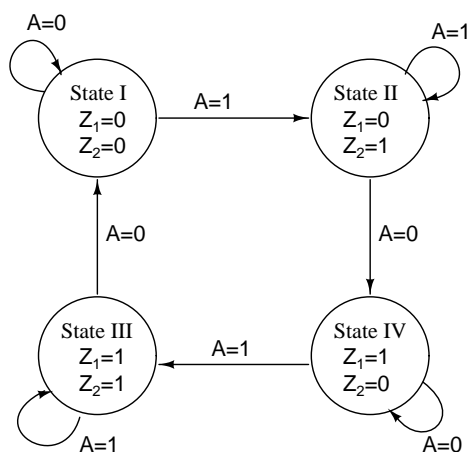 A=0
A=1
State I
Z₁=0
Z₂=0
A=1
State II
Z₁=0
Z₂=1
A=0
A=0
State III
Z₁=1
Z₂=1
A=1
State IV
Z₁=1
Z₂=0
A=1
A=0